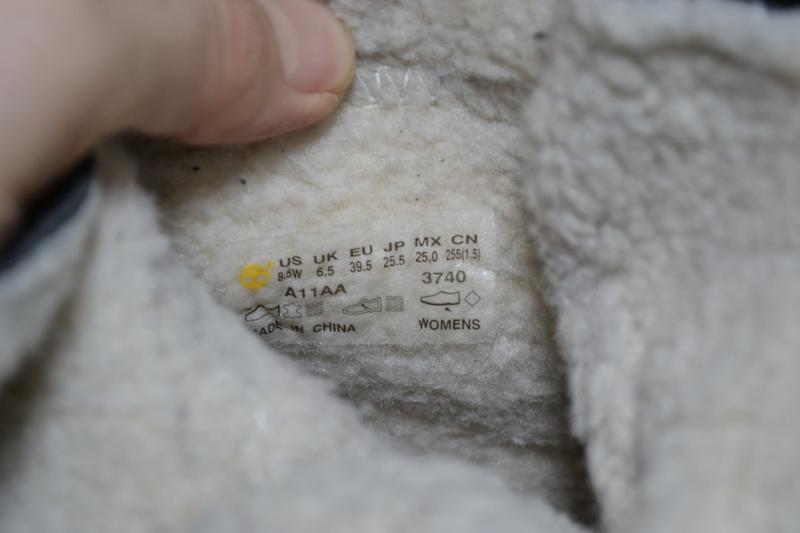 US UK EU JP MX CN
8.5W 6.5 39.5 25.5 25.0 255(1.5)
A11AA 3740
MADE IN CHINA WOMENS